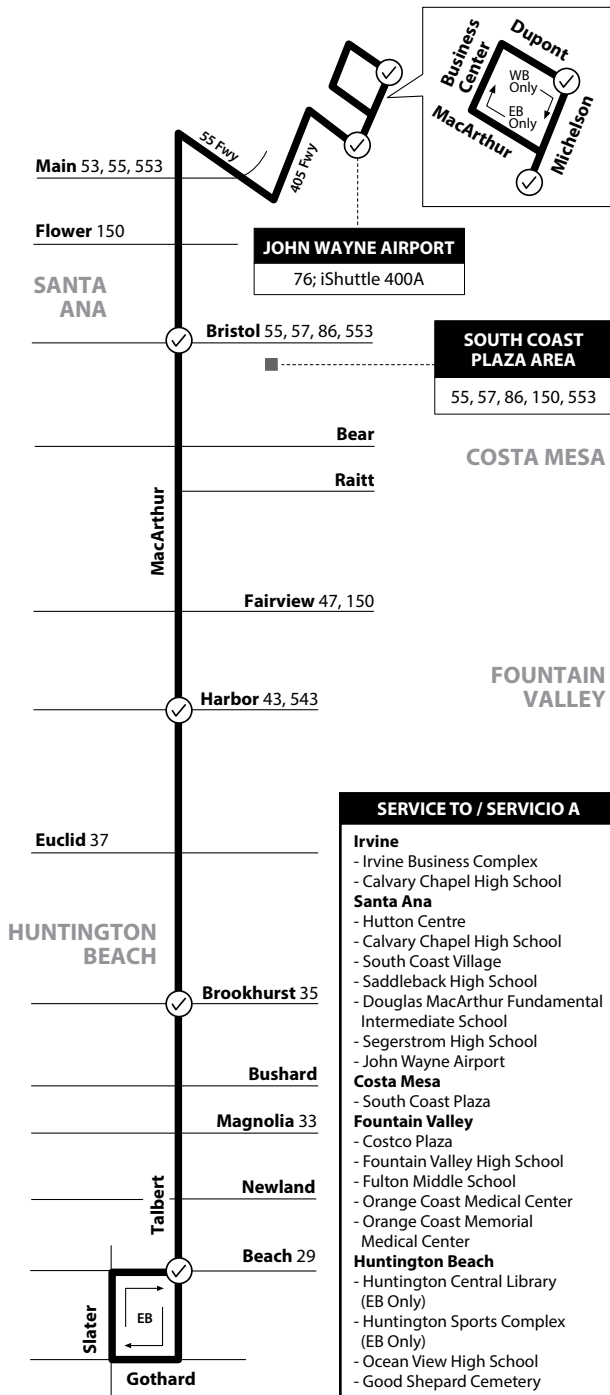 Business
Center
Dupont
WB
Only
EB
Only
MacArthur
Michelson
55 Fwy
405 Fwy
Main 53, 55, 553
Flower 150
JOHN WAYNE AIRPORT
76; iShuttle 400A
SANTA
ANA
Bristol 55, 57, 86, 553
SOUTH COAST
PLAZA AREA
55, 57, 86, 150, 553
Bear
COSTA MESA
Raitt
MacArthur
Fairview 47, 150
FOUNTAIN
VALLEY
Harbor 43, 543
Euclid 37
HUNTINGTON
BEACH
Brookhurst 35
Bushard
Magnolia 33
Talbert
Newland
Beach 29
Slater
EB
Gothard
SERVICE TO / SERVICIO A
Irvine
- Irvine Business Complex
- Calvary Chapel High School
Santa Ana
- Hutton Centre
- Calvary Chapel High School
- South Coast Village
- Saddleback High School
- Douglas MacArthur Fundamental
Intermediate School
- Segerstrom High School
- John Wayne Airport
Costa Mesa
- South Coast Plaza
Fountain Valley
- Costco Plaza
- Fountain Valley High School
- Fulton Middle School
- Orange Coast Medical Center
- Orange Coast Memorial
Medical Center
Huntington Beach
- Huntington Central Library
(EB Only)
- Huntington Sports Complex
(EB Only)
- Ocean View High School
- Good Shepard Cemetery